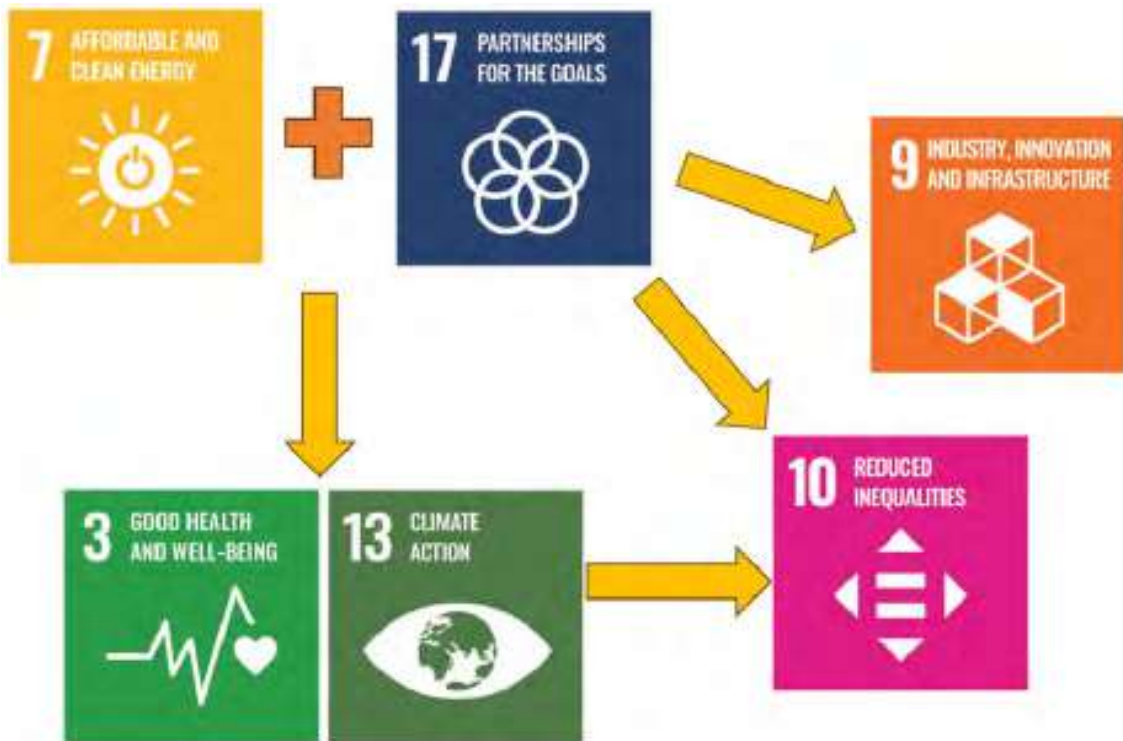 7 AFFORDABLE AND
CLEAN ENERGY
17 PARTNERSHIPS
FOR THE GOALS
9 INDUSTRY, INNOVATION
AND INFRASTRUCTURE
3 GOOD HEALTH
AND WELL-BEING
13 CLIMATE
ACTION
10 REDUCED
INEQUALITIES